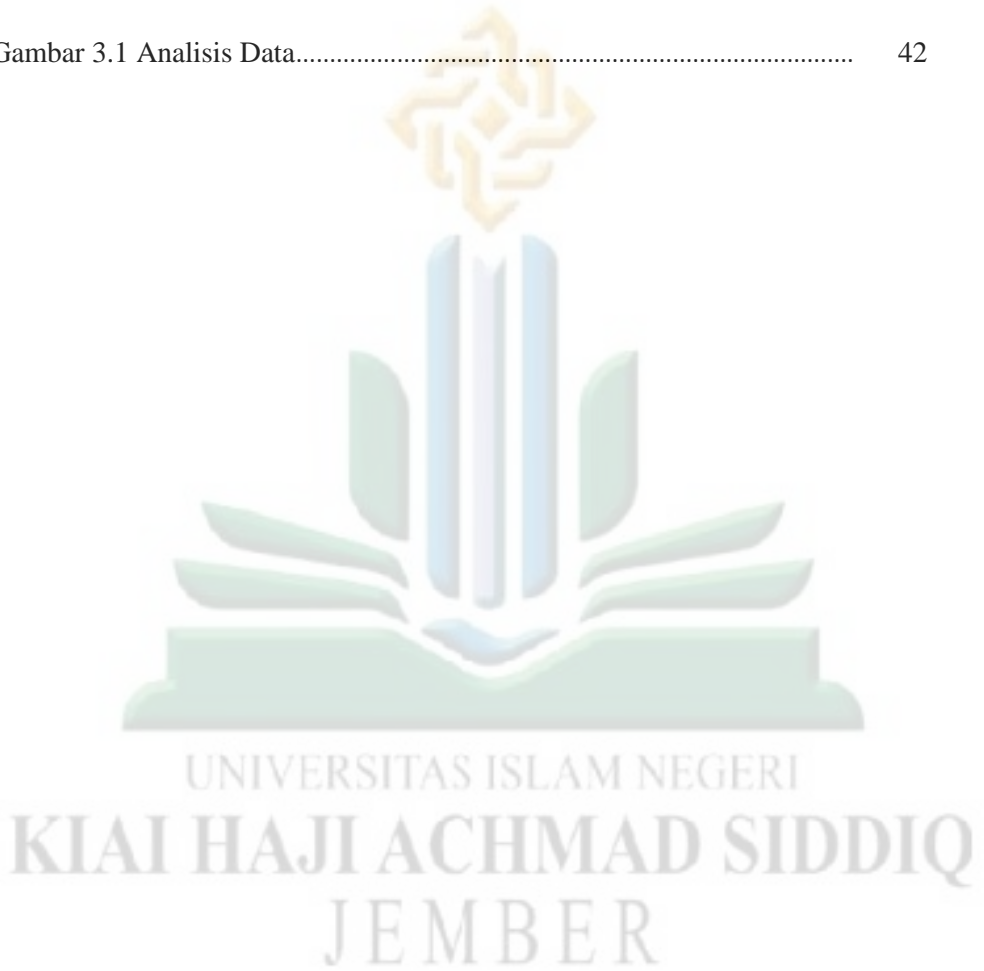 Gambar 3.1 Analisis Data.................................................................................. 42
UNIVERSITAS ISLAM NEGERI
KIAI HAJI ACHMAD SIDDIQ
JEMBER